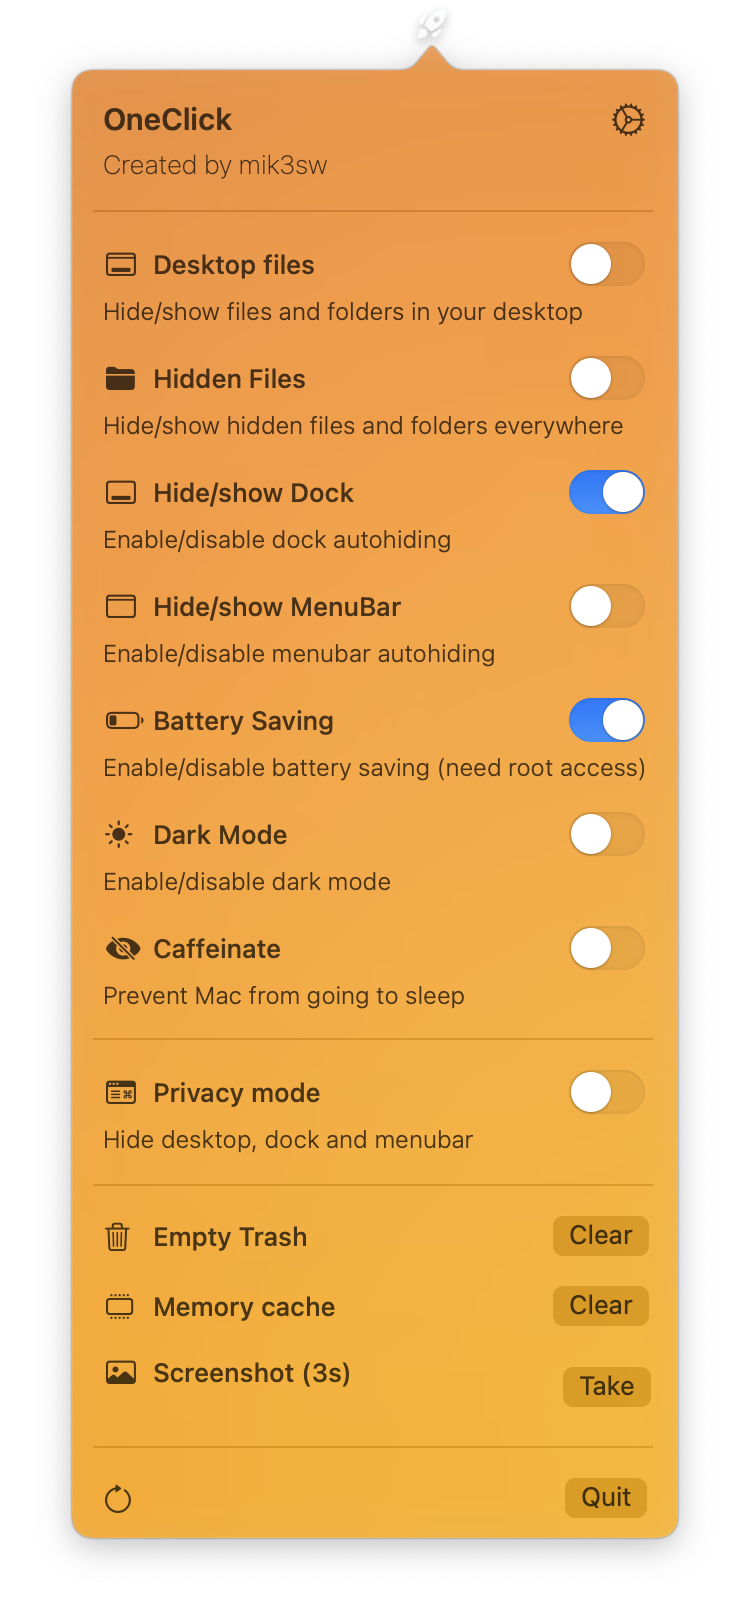 OneClick
Created by mik3sw
Desktop files
Hide/show files and folders in your desktop
Hidden Files
Hide/show hidden files and folders everywhere
Hide/show Dock
Enable/disable dock autohiding
Hide/show MenuBar
Enable/disable menubar autohiding
Battery Saving
Enable/disable battery saving (need root access)
Dark Mode
Enable/disable dark mode
Caffeinate
Prevent Mac from going to sleep
Privacy mode
Hide desktop, dock and menubar
Empty Trash Clear
Memory cache Clear
Screenshot (3s) Take
Quit